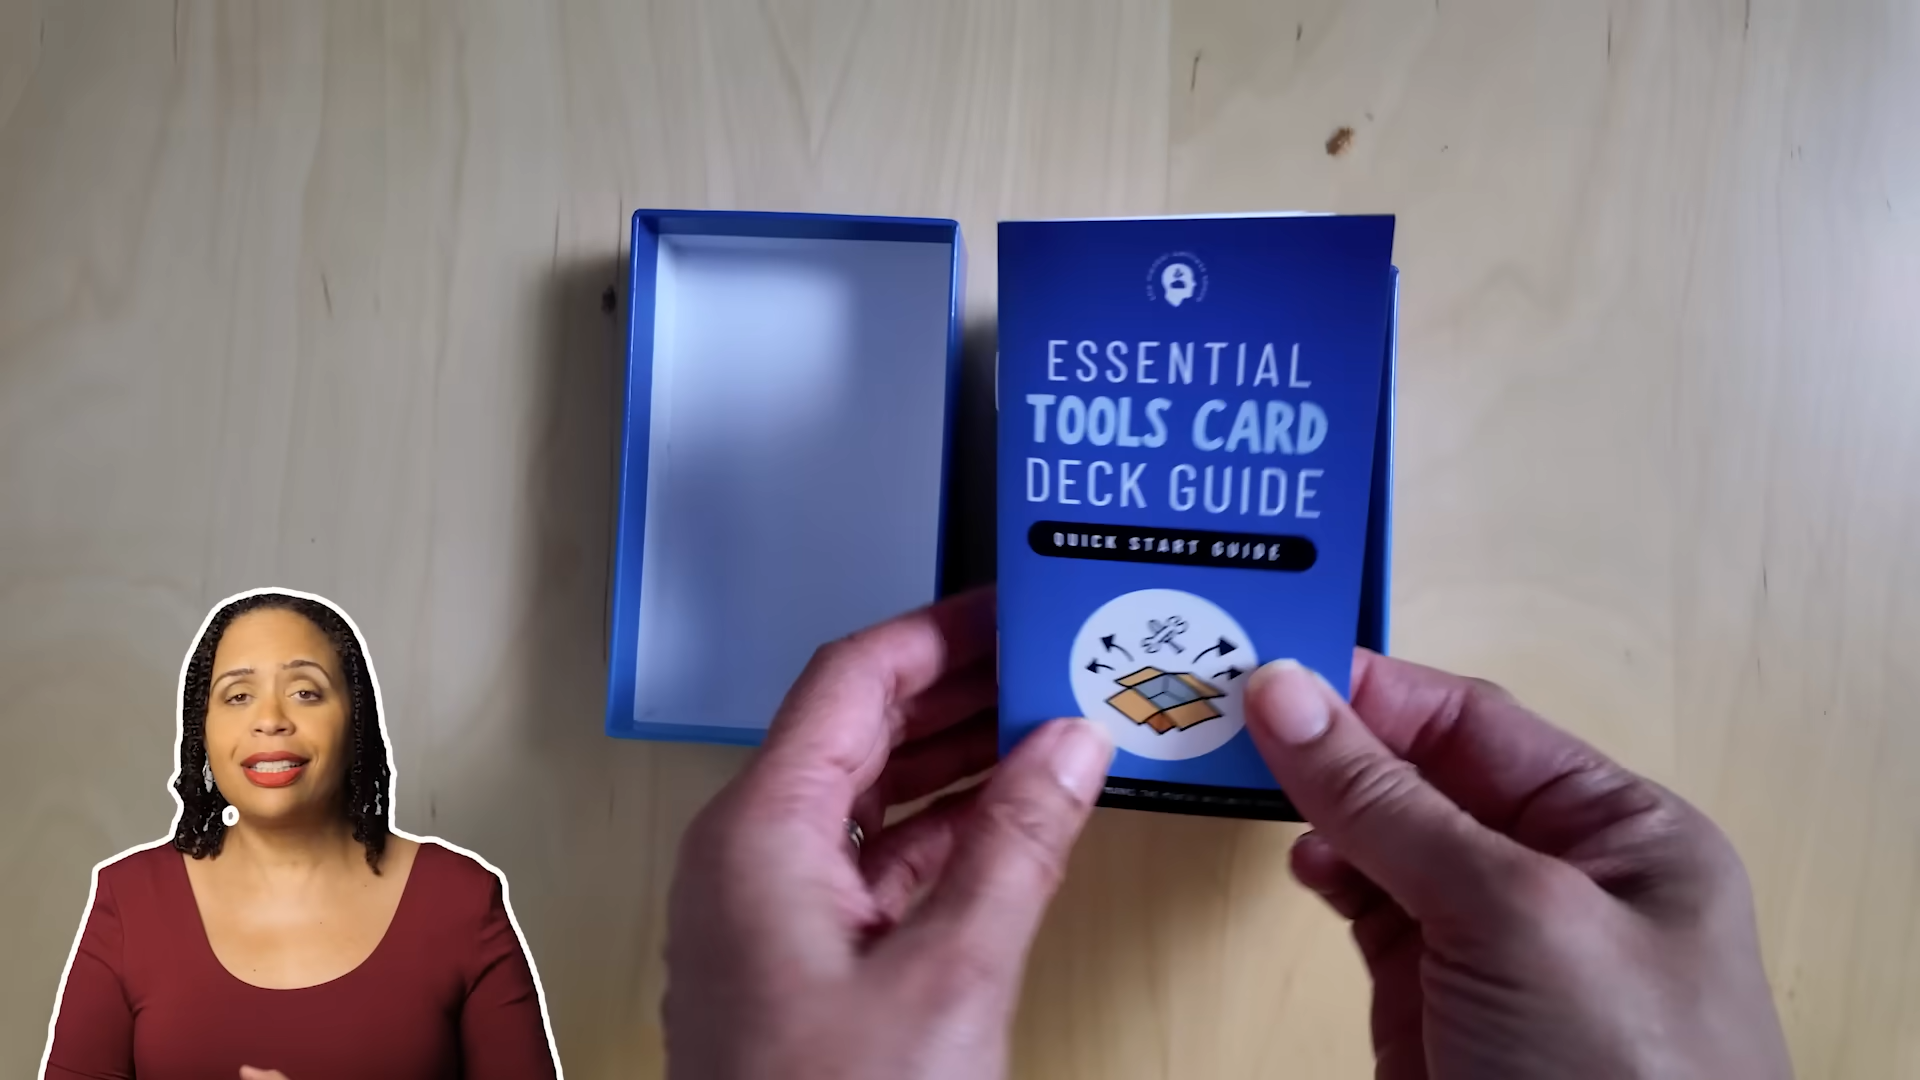 ESSENTIAL
TOOLS CARD
DECK GUIDE
QUICK START GUIDE